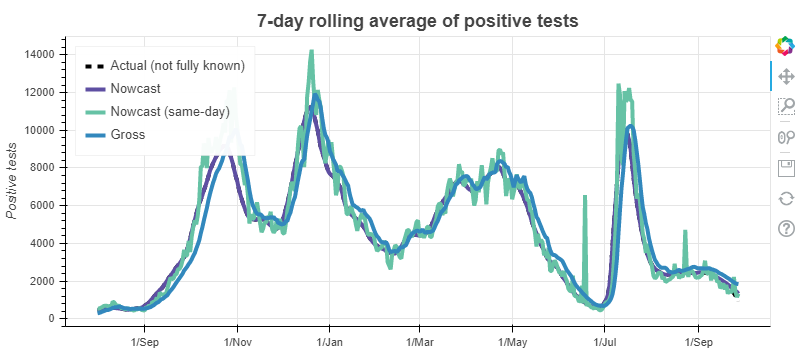 7-day rolling average of positive tests
Actual (not fully known)
Nowcast
Nowcast (same-day)
Gross
Positive tests
14000
12000
10000
8000
6000
4000
2000
0
1/Sep
1/Nov
1/Jan
1/Mar
1/May
1/Jul
1/Sep